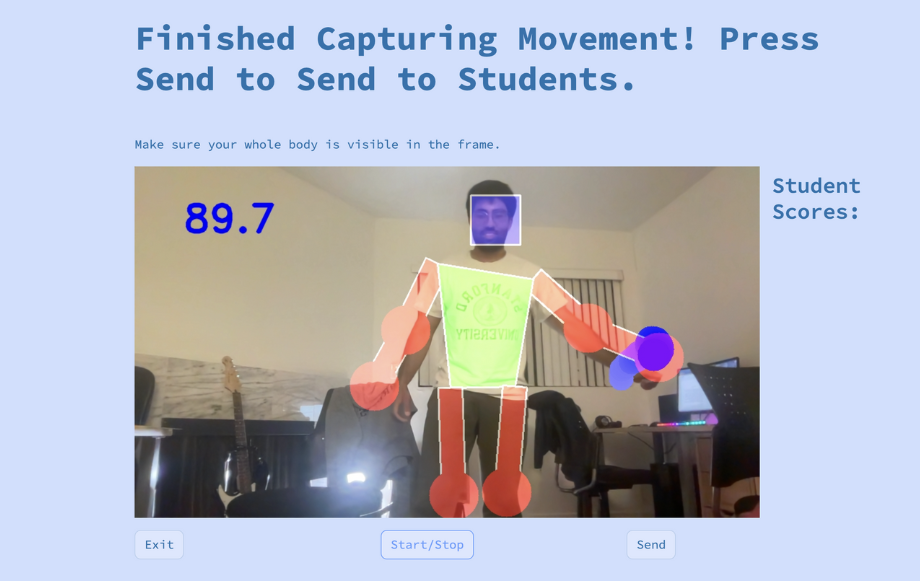 Finished Capturing Movement! Press
Send to Send to Students.
Make sure your whole body is visible in the frame.
89.7
Student
Scores:
STANFORD
UNIVERSITY
Exit
Start/Stop
Send